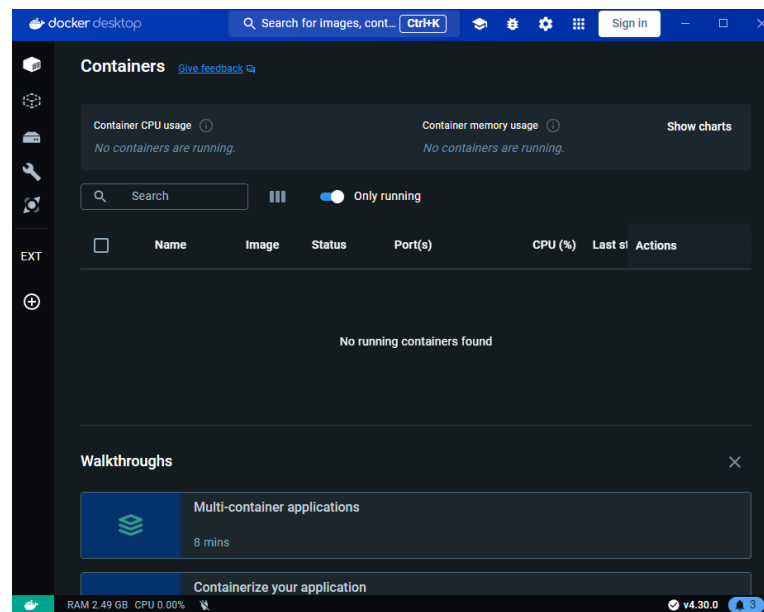 docker desktop Search for images, cont... Ctrl+K Sign in
Containers Give feedback
Container CPU usage Container memory usage Show charts
No containers are running. No containers are running.
Search Only running
EXT
Name Image Status Port(s) CPU (%) Last st Actions
No running containers found
Walkthroughs
Multi-container applications
8 mins
Containerize your application
RAM 2.49 GB CPU 0.00% v4.30.0 3